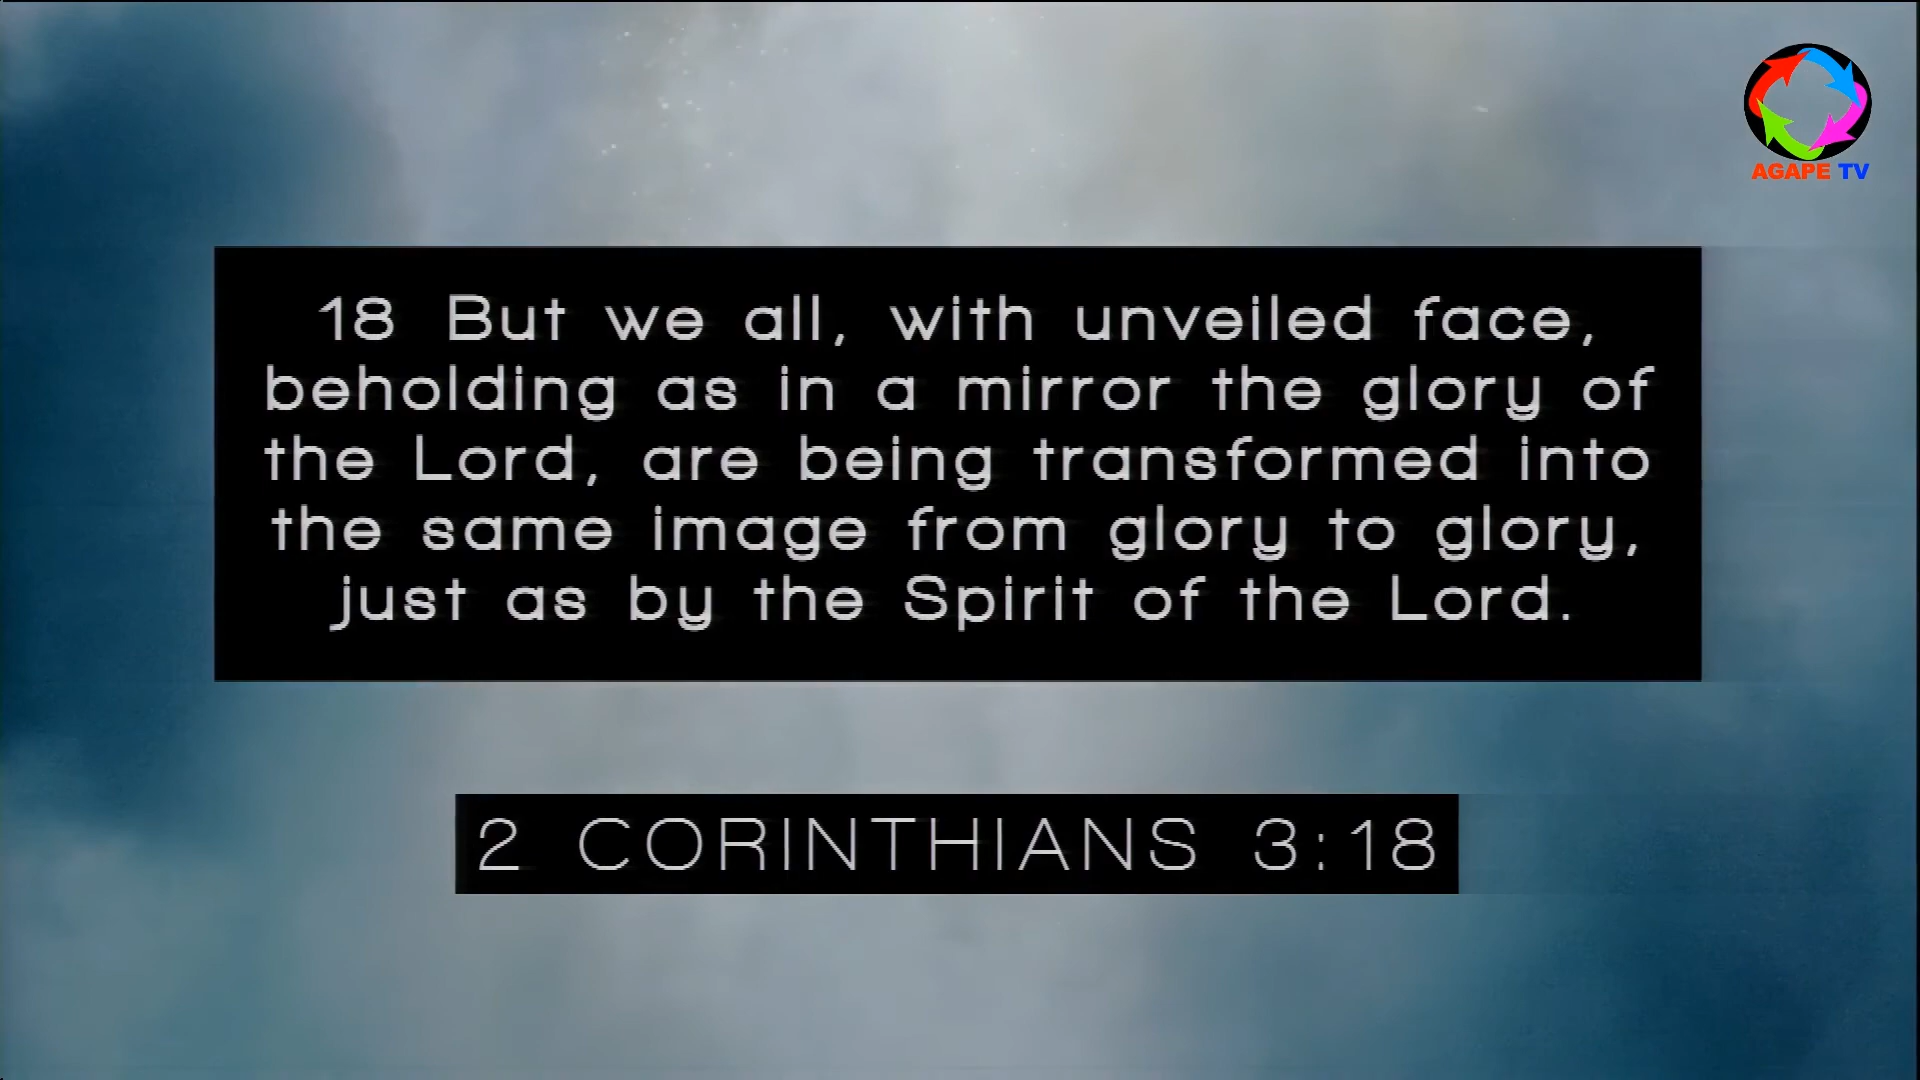 AGAPE TV
18 But we all, with unveiled face,
beholding as in a mirror the glory of
the Lord, are being transformed into
the same image from glory to glory,
just as by the Spirit of the Lord.
2 CORINTHIANS 3:18